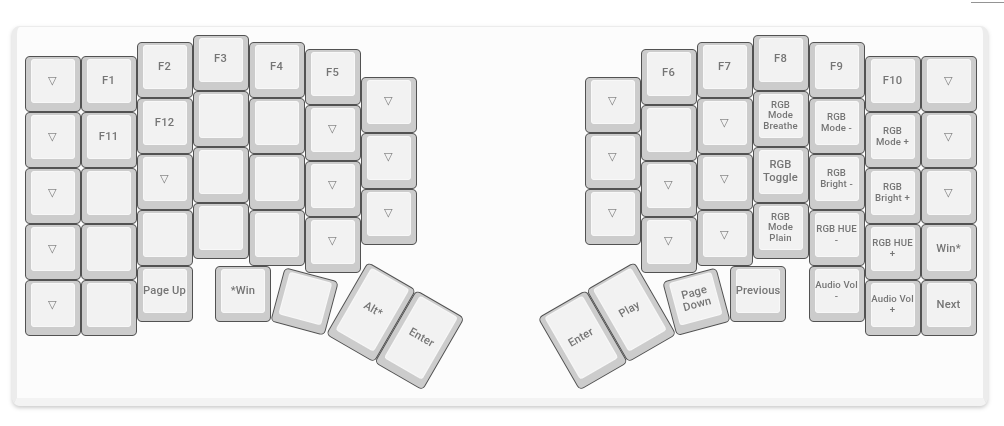 ▽ F1 F2 F3 F4 F5 ▽
F6 F7 F8 F9 F10 ▽
▽ F11 F12 ▽ ▽
▽ ▽ RGB Mode Breathe RGB Mode - RGB Mode + ▽
▽ ▽ ▽ ▽
▽ ▽ ▽ RGB Toggle RGB Bright - RGB Bright + ▽
▽ ▽
▽ ▽ ▽ RGB Mode Plain RGB HUE - RGB HUE + Win*
▽ Page Up *Win Alt* Enter
Enter Play Page Down Previous Audio Vol - Audio Vol + Next